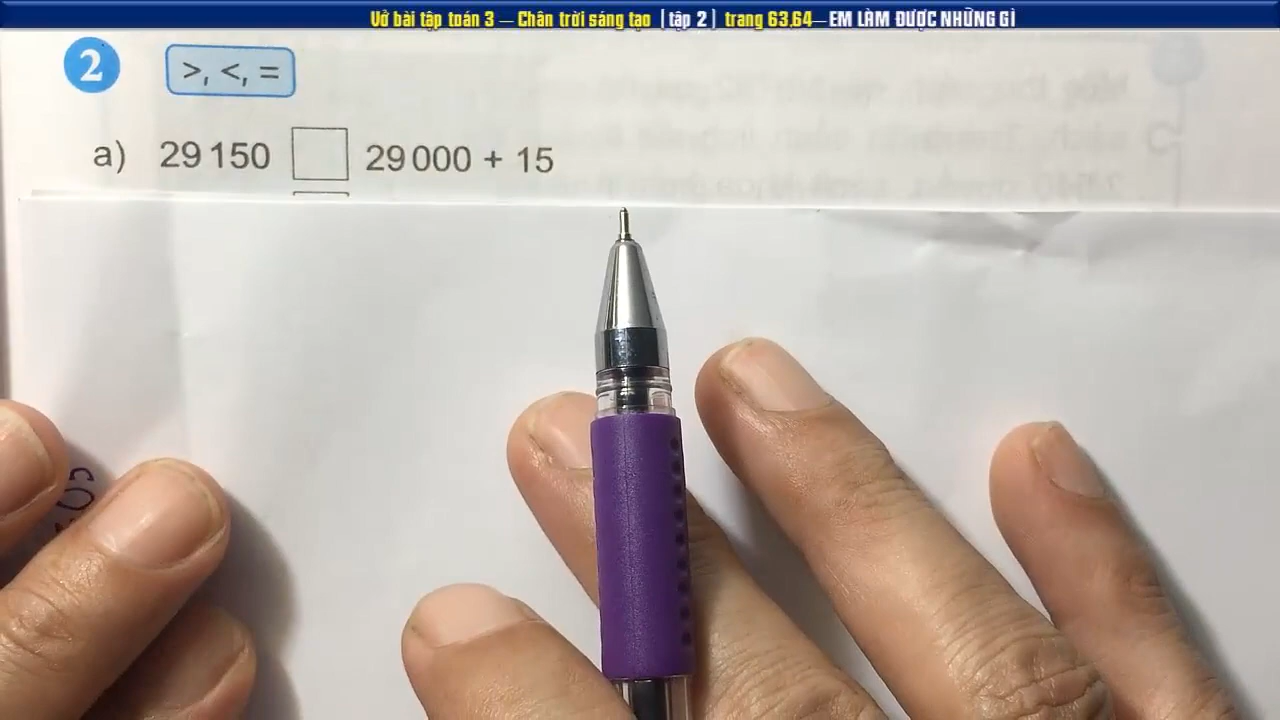 Vở bài tập toán 3 – Chân trời sáng tạo (tập 2) trang 63,64– EM LÀM ĐƯỢC NHỮNG GÌ
2 >, <, =
a) 29 150 □ 29 000 + 15